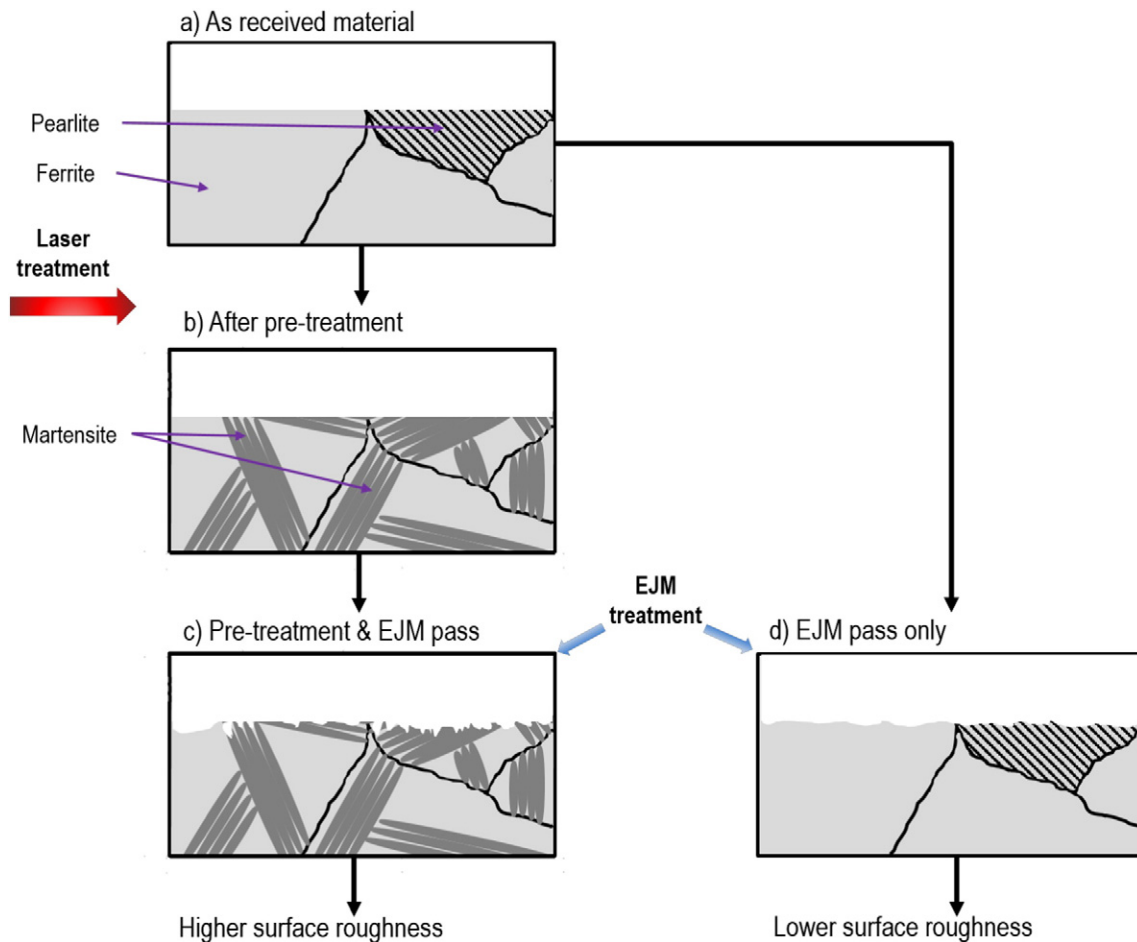 a) As received material
Pearlite
Ferrite
Laser
treatment
b) After pre-treatment
Martensite
EJM
treatment
c) Pre-treatment & EJM pass
d) EJM pass only
Higher surface roughness
Lower surface roughness